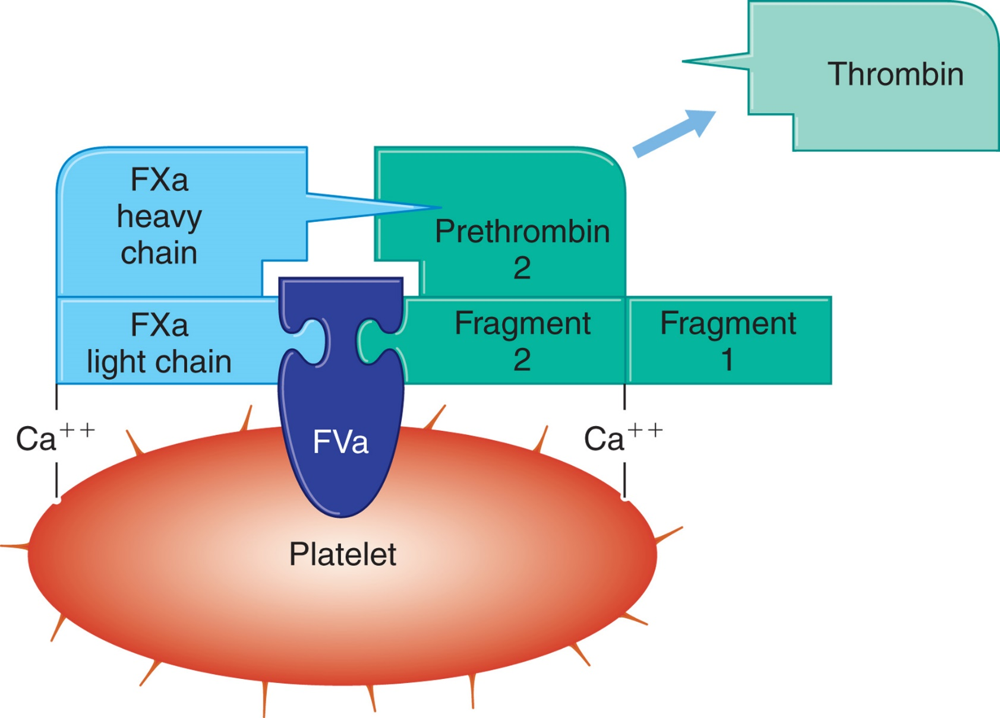 Thrombin
FXa
heavy
chain
Prethrombin
2
FXa
light chain
Fragment
2
Fragment
1
Ca++
FVa
Ca++
Platelet